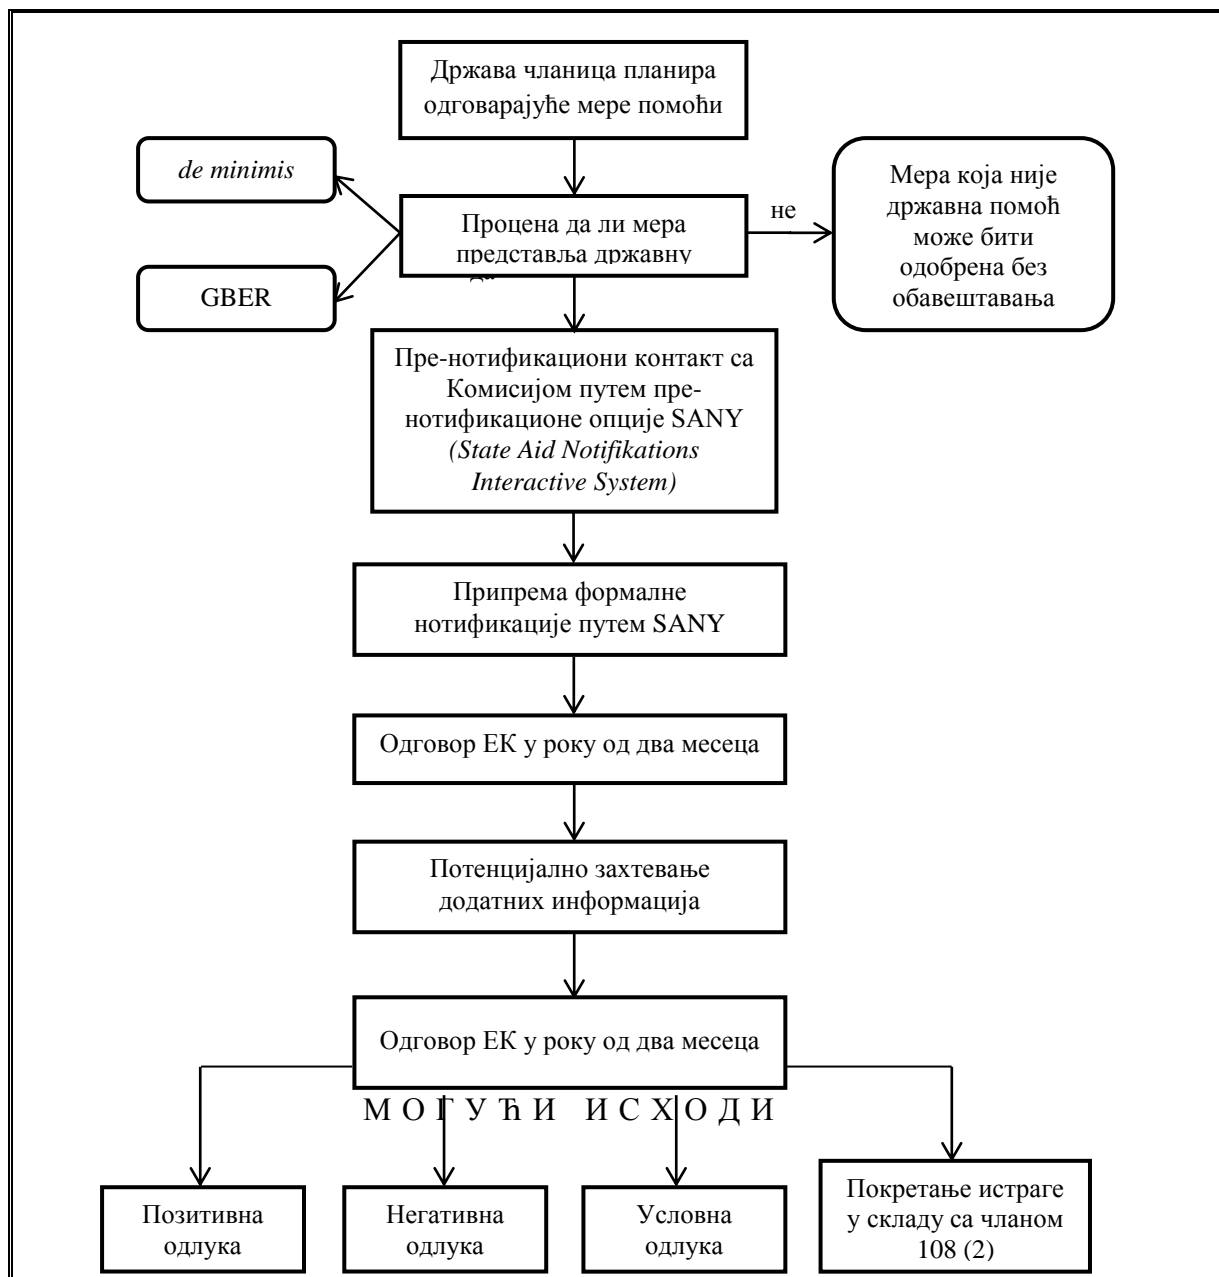 Држава чланица планира
одговарајуће мере помоћи
de minimis
Процена да ли мера
представља државну
да
GBER
не
Мера која није
државна помоћ
може бити
одобрена без
обавештавања
Пре-нотификациони контакт са
Комисијом путем пре-
нотификационе опције SANY
(State Aid Notifikations
Interactive System)
Припрема формалне
нотификације путем SANY
Одговор ЕК у року од два месеца
Потенцијално захтевање
додатних информација
Одговор ЕК у року од два месеца
МОГУЋИ ИСХОДИ
Позитивна
одлука
Негативна
одлука
Условна
одлука
Покретање истраге
у складу са чланом
108 (2)